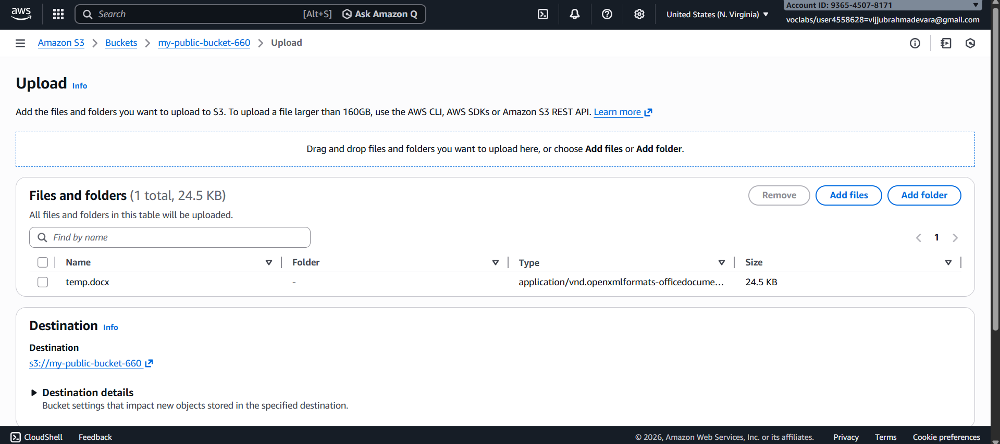 aws
Search [Alt+S] Ask Amazon Q
United States (N. Virginia)
Account ID: 9365-4507-8171
voclabs/user4558628=vijjubrahmadevara@gmail.com
Amazon S3 > Buckets > my-public-bucket-660 > Upload
Upload Info
Add the files and folders you want to upload to S3. To upload a file larger than 160GB, use the AWS CLI, AWS SDKs or Amazon S3 REST API. Learn more
Drag and drop files and folders you want to upload here, or choose Add files or Add folder.
Files and folders (1 total, 24.5 KB)
Remove Add files Add folder
All files and folders in this table will be uploaded.
Find by name
1
Name Folder Type Size
temp.docx - application/vnd.openxmlformats-officedocume... 24.5 KB
Destination Info
Destination
s3://my-public-bucket-660
Destination details
Bucket settings that impact new objects stored in the specified destination.
CloudShell Feedback © 2026, Amazon Web Services, Inc. or its affiliates. Privacy Terms Cookie preferences